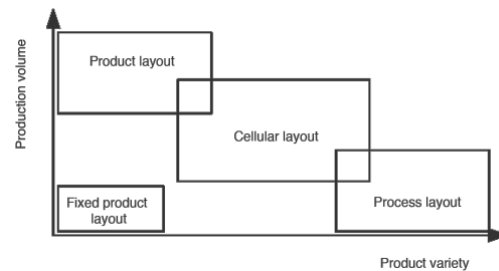 Production volume
Product layout
Cellular layout
Fixed product
layout
Process layout
Product variety